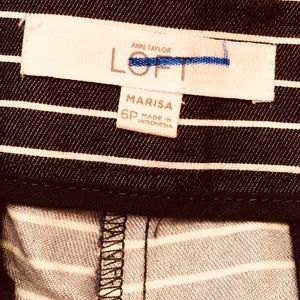 ANN TAYLOR
LOFT
MARISA
6P MADE IN
INDONESIA